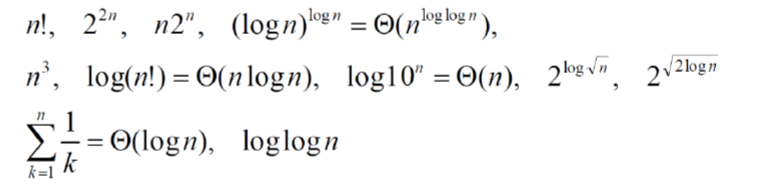 n!, 2^{2n}, n2^n, (log n)^{log n} = Θ(n^{log log n}),
n^3, log(n!) = Θ(n log n), log10^n = Θ(n), 2^{log √n}, 2^{√(2 log n)}
∑_{k=1}^{n} 1/k = Θ(log n), log log n